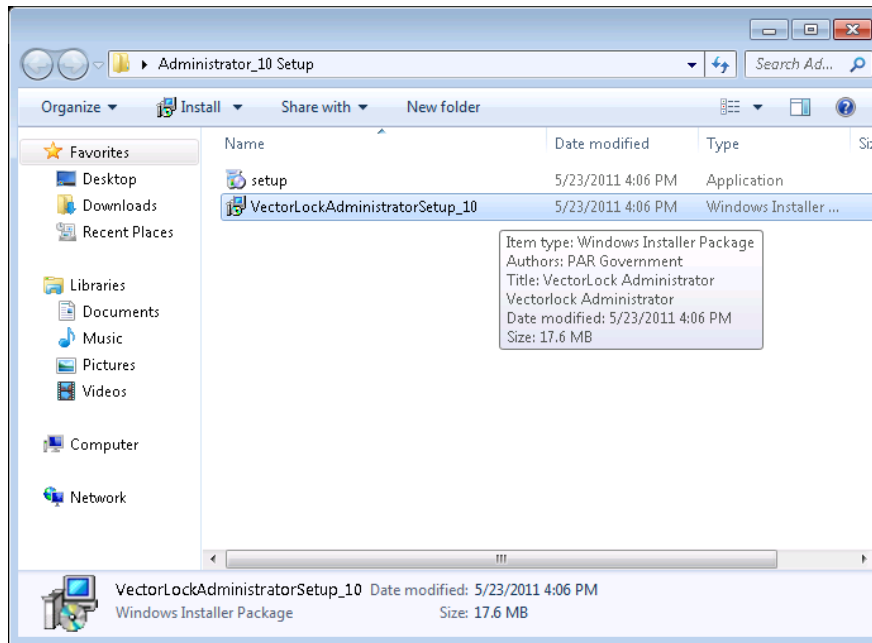 Administrator_10 Setup
Search Ad...
Organize
Install
Share with
New folder
Name
Date modified
Type
Siz
Favorites
Desktop
Downloads
Recent Places
Libraries
Documents
Music
Pictures
Videos
Computer
Network
setup 5/23/2011 4:06 PM Application
VectorLockAdministratorSetup_10 5/23/2011 4:06 PM Windows Installer ...
Item type: Windows Installer Package
Authors: PAR Government
Title: VectorLock Administrator
Vectorlock Administrator
Date modified: 5/23/2011 4:06 PM
Size: 17.6 MB
VectorLockAdministratorSetup_10 Date modified: 5/23/2011 4:06 PM
Windows Installer Package Size: 17.6 MB